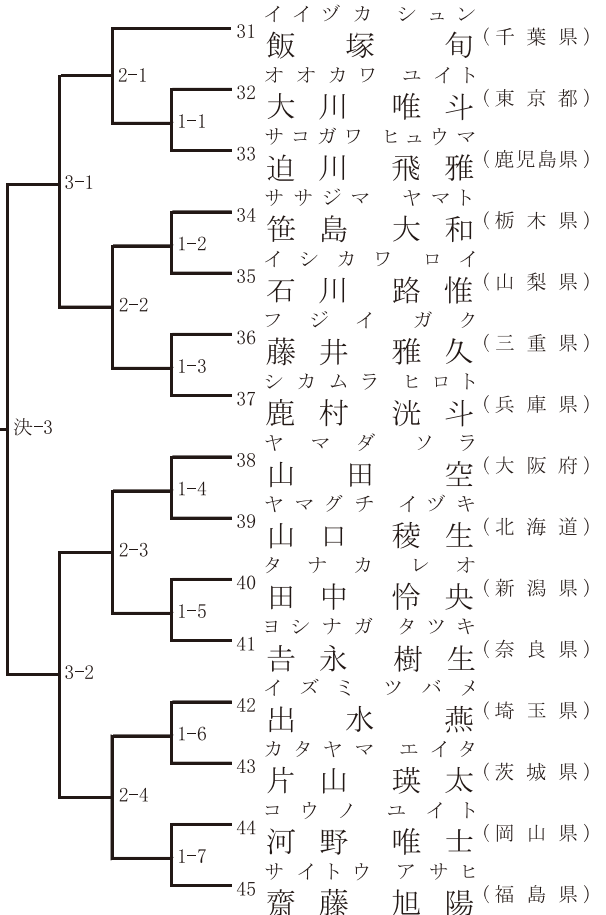 イイヅカ シュン
31 飯塚 旬 (千葉県)
2-1
オオカワ ユイト
32 大川 唯斗 (東京都)
1-1
サコガワ ヒュウマ
33 迫川 飛雅 (鹿児島県)
3-1
ササジマ ヤマト
34 笹島 大和 (栃木県)
1-2
イシカワ ロイ
35 石川 路惟 (山梨県)
2-2
フジイ ガク
36 藤井 雅久 (三重県)
1-3
シカムラ ヒロト
37 鹿村 洸斗 (兵庫県)
決-3
ヤマダ ソラ
38 山田 空 (大阪府)
1-4
ヤマグチ イヅキ
39 山口 稜生 (北海道)
2-3
タナカ レオ
40 田中 怜央 (新潟県)
1-5
ヨシナガ タツキ
41 𠮷永 樹生 (奈良県)
3-2
イズミ ツバメ
42 出水 燕 (埼玉県)
1-6
カタヤマ エイタ
43 片山 瑛太 (茨城県)
2-4
コウノ ユイト
44 河野 唯士 (岡山県)
1-7
サイトウ アサヒ
45 齋藤 旭陽 (福島県)